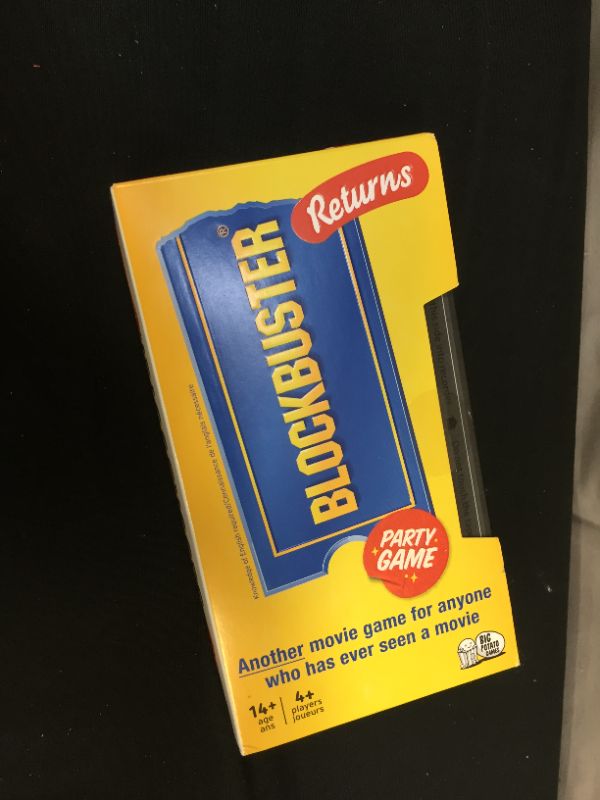 Returns
BLOCKBUSTER®
Knowledge of English required/Connaissance de l'anglais nécessaire
PARTY
GAME
Another movie game for anyone
who has ever seen a movie
14+
age
ans
4+
players
joueurs
BIG
POTATO
GAMES